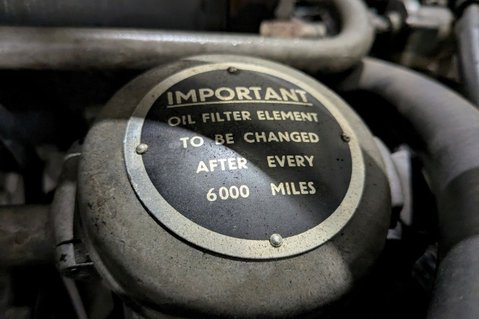 IMPORTANT
OIL FILTER ELEMENT
TO BE CHANGED
AFTER EVERY
6000 MILES